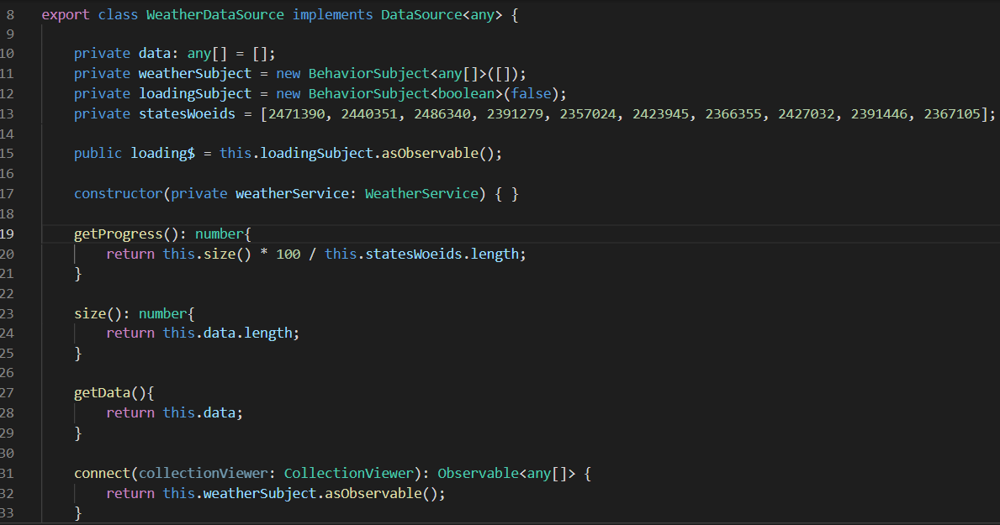 8 export class WeatherDataSource implements DataSource<any> {
9
10 private data: any[] = [];
11 private weatherSubject = new BehaviorSubject<any[]>([]);
12 private loadingSubject = new BehaviorSubject<boolean>(false);
13 private statesWoeids = [2471390, 2440351, 2486340, 2391279, 2357024, 2423945, 2366355, 2427032, 2391446, 2367105];
14
15 public loading$ = this.loadingSubject.asObservable();
16
17 constructor(private weatherService: WeatherService) { }
18
19 getProgress(): number{
20 return this.size() * 100 / this.statesWoeids.length;
21 }
22
23 size(): number{
24 return this.data.length;
25 }
26
27 getData(){
28 return this.data;
29 }
30
31 connect(collectionViewer: CollectionViewer): Observable<any[]> {
32 return this.weatherSubject.asObservable();
33 }